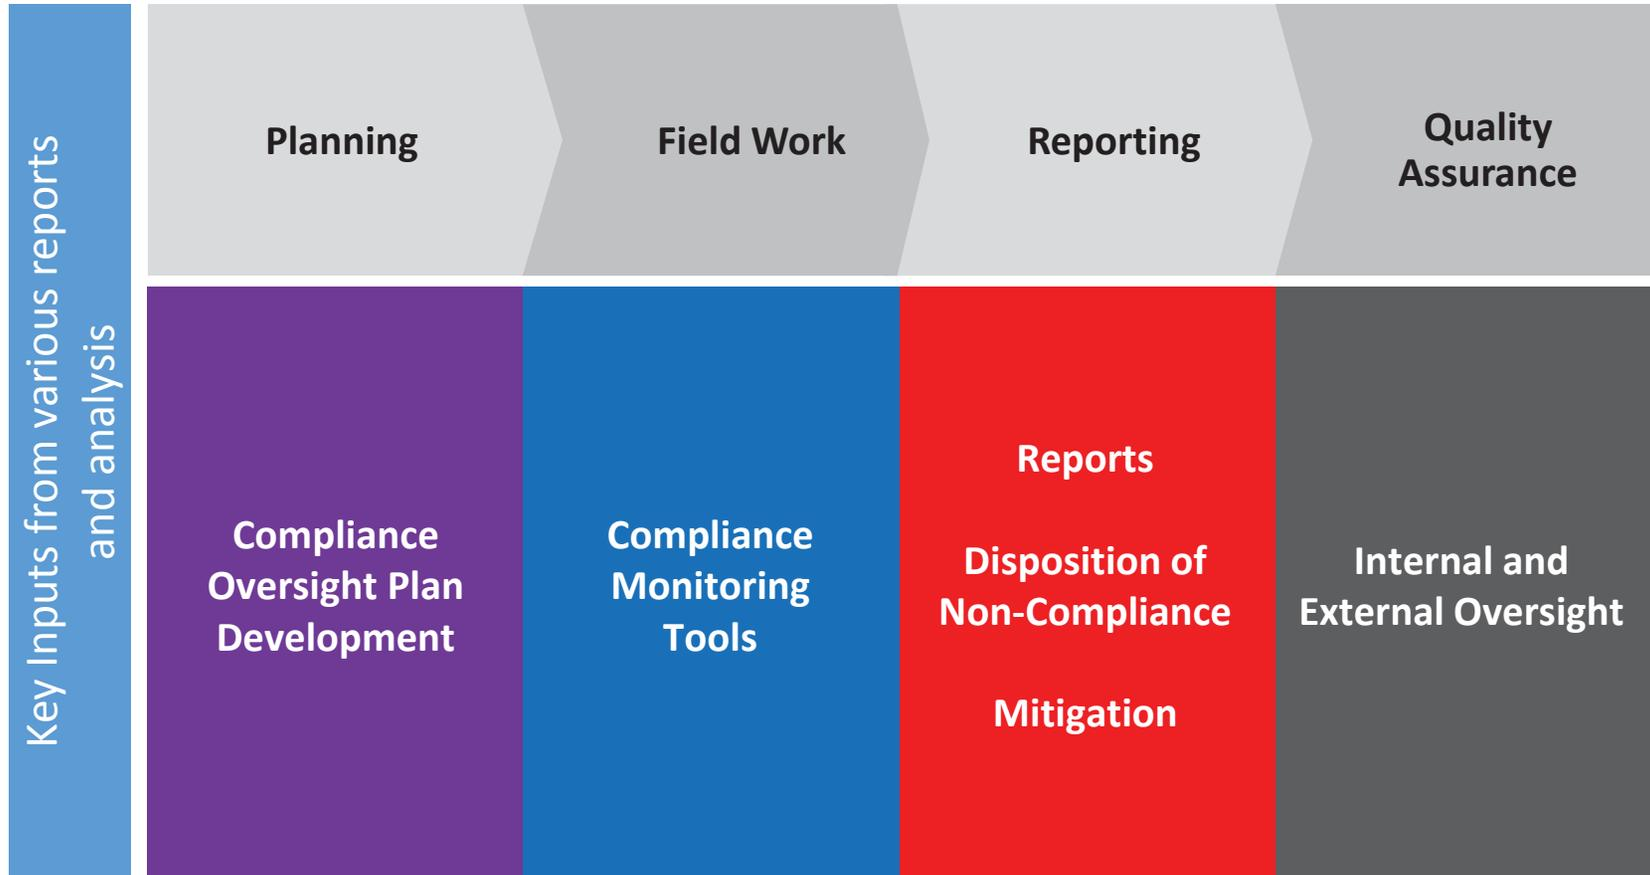 Key Inputs from various reports
and analysis
Planning
Field Work
Reporting
Quality
Assurance
Compliance
Oversight Plan
Development
Compliance
Monitoring
Tools
Reports
Disposition of
Non-Compliance
Mitigation
Internal and
External Oversight